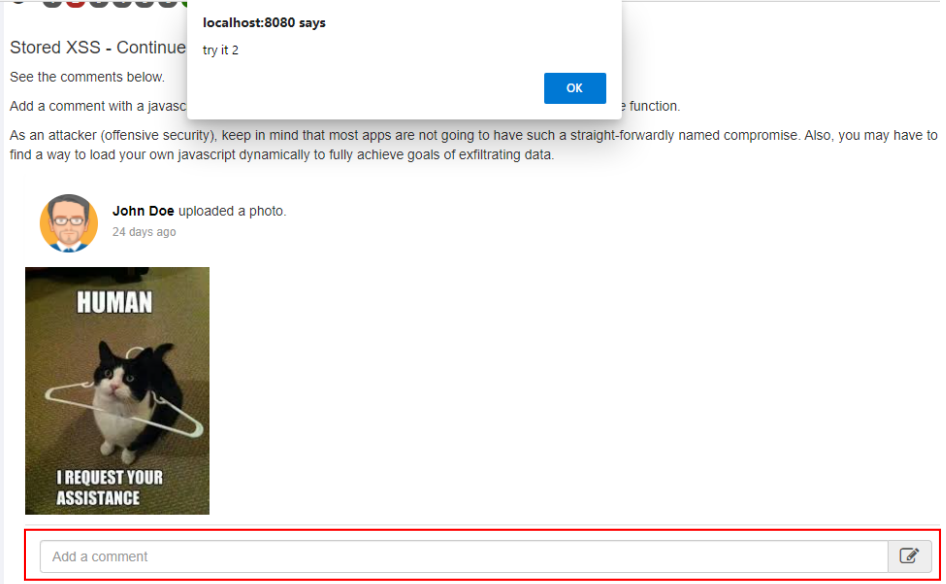 localhost:8080 says
try it 2
OK
Stored XSS - Continue
See the comments below.
Add a comment with a javasc
function.
As an attacker (offensive security), keep in mind that most apps are not going to have such a straight-forwardly named compromise. Also, you may have to
find a way to load your own javascript dynamically to fully achieve goals of exfiltrating data.
John Doe uploaded a photo.
24 days ago
HUMAN
I REQUEST YOUR
ASSISTANCE
Add a comment